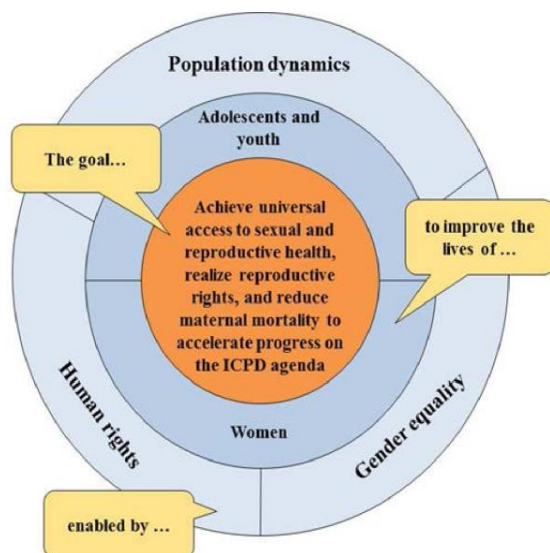 Population dynamics
Adolescents and
youth
The goal...
Achieve universal
access to sexual and
reproductive health,
realize reproductive
rights, and reduce
maternal mortality to
accelerate progress on
the ICPD agenda
to improve the
lives of ...
Women
Human rights
Gender equality
enabled by ...